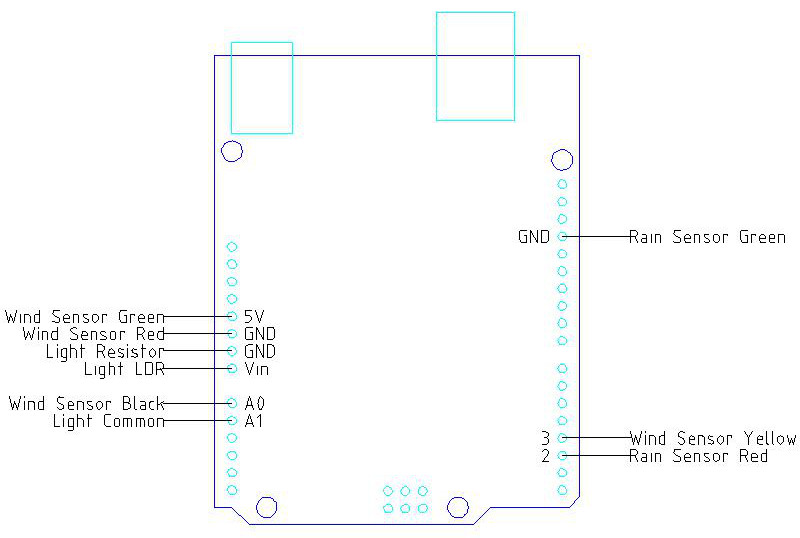 GND Rain Sensor Green
Wind Sensor Green 5V
Wind Sensor Red GND
Light Resistor GND
Light LDR Vin
Wind Sensor Black A0
Light Common A1
3 Wind Sensor Yellow
2 Rain Sensor Red